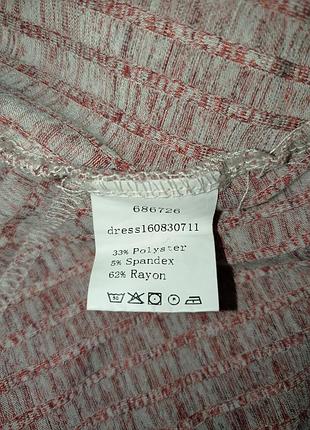 686726
dress160830711
33% Polyster
5% Spandex
62% Rayon